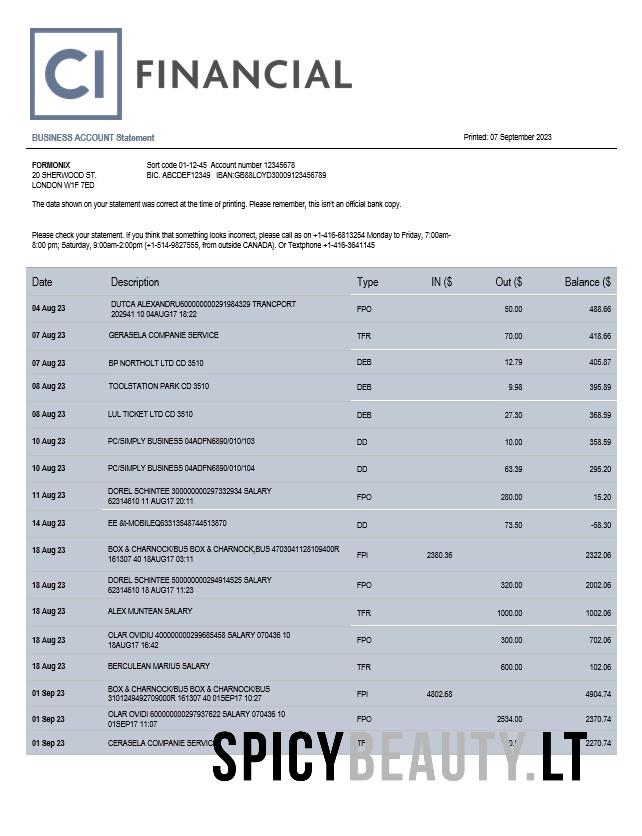 CI FINANCIAL
BUSINESS ACCOUNT Statement Printed: 07 September 2023
FORMONIX Sort code 01-12-45 Account number 12345678
20 SHERWOOD ST. BIC. ABCDEF12349 IBAN:GB88LOYD30009123456789
LONDON W1F 7ED
The data shown on your statement was correct at the time of printing. Please remember, this isn't an official bank copy.
Please check your statement. If you think that something looks incorrect, please call as on +1-416-6813254 Monday to Friday, 7:00am-
8:00 pm; Saturday, 9:00am-2:00pm (+1-514-9827555, from outside CANADA). Or Textphone +1-416-3641145
Date Description Type IN ($ Out ($ Balance ($
04 Aug 23 DUTCA ALEXANDRU600000000291984329 TRANCPORT FPO 50.00 488.66
202941 10 04AUG17 18:22
07 Aug 23 GERASELA COMPANIE SERVICE TFR 70.00 418.66
07 Aug 23 BP NORTHOLT LTD CD 3510 DEB 12.79 405.87
08 Aug 23 TOOLSTATION PARK CD 3510 DEB 9.98 395.89
08 Aug 23 LUL TICKET LTD CD 3510 DEB 27.30 368.59
10 Aug 23 PC/SIMPLY BUSINESS 04ADFN6890/010/103 DD 10.00 358.59
10 Aug 23 PC/SIMPLY BUSINESS 04ADFN6890/010/104 DD 63.39 295.20
11 Aug 23 DOREL SCHINTEE 300000000297332934 SALARY FPO 280.00 15.20
62314610 11 AUG17 20:11
14 Aug 23 EE &t-MOBILEQ63313548744513870 DD 73.50 -58.30
18 Aug 23 BOX & CHARNOCK/BUS BOX & CHARNOCK,BUS 4703041128109400R FPI 2380.36 2322.06
161307 40 18AUG17 03:11
18 Aug 23 DOREL SCHINTEE 500000000294914525 SALARY FPO 320.00 2002.06
62314610 18 AUG17 11:23
18 Aug 23 ALEX MUNTEAN SALARY TFR 1000.00 1002.06
18 Aug 23 OLAR OVIDIU 400000000299685458 SALARY 070436 10 FPO 300.00 702.06
18AUG17 16:42
18 Aug 23 BERCULEAN MARIUS SALARY TFR 600.00 102.06
01 Sep 23 BOX & CHARNOCK/BUS BOX & CHARNOCK/BUS FPI 4802.68 4904.74
3101249492709000R 161307 40 01SEP17 10:27
01 Sep 23 OLAR OVIDI 600000000297937622 SALARY 070436 10 FPO 2534.00 2370.74
01SEP17 11:07
01 Sep 23 CERASELA COMPANIE 2270.74
SPICYBEAUTY.LT